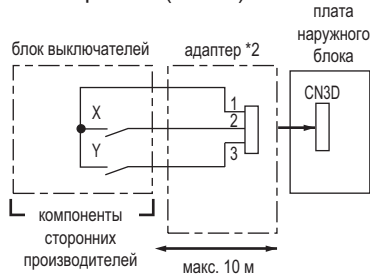 плата
наружного
блока
блок выключателей
адаптер *2
CN3D
X
Y
1
2
3
компоненты
сторонних
производителей
макс. 10 м